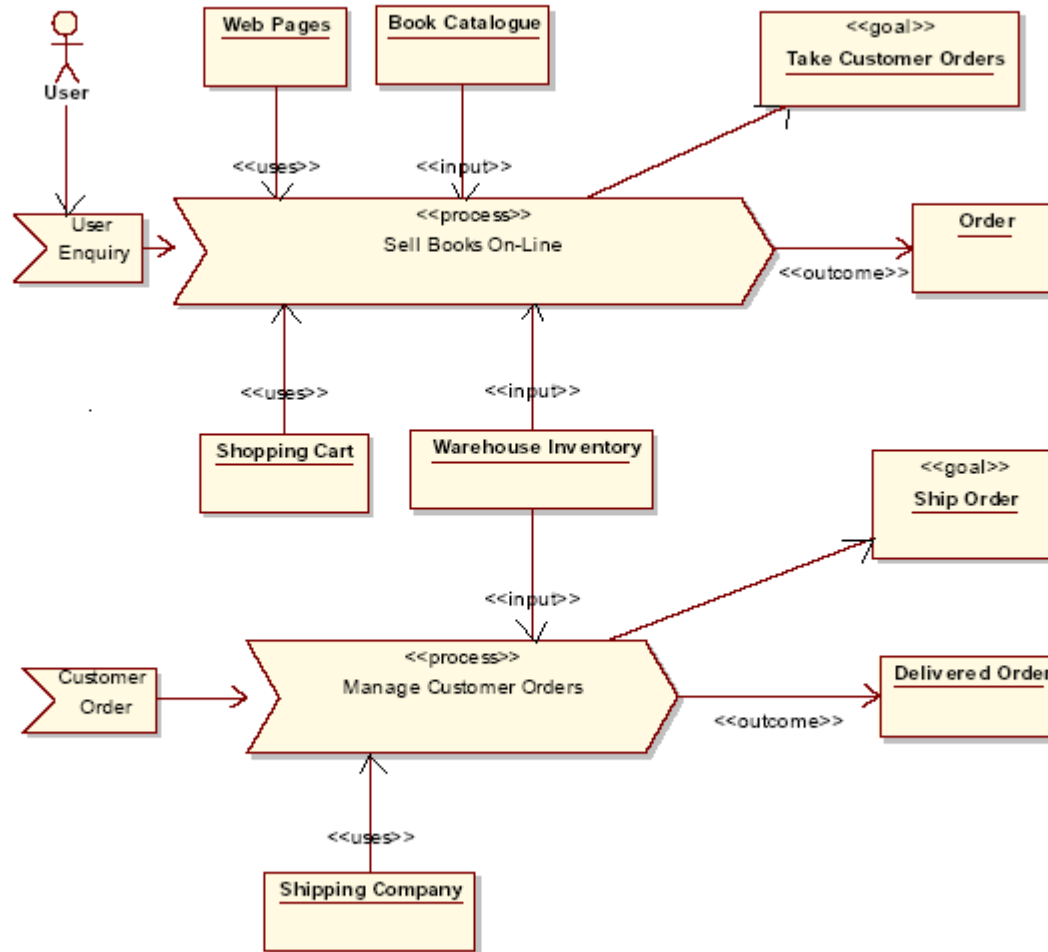 Web Pages
Book Catalogue
<<goal>>
Take Customer Orders
User
<<uses>>
<<input>>
User
Enquiry
<<process>>
Sell Books On-Line
Order
<<outcome>>
<<uses>>
<<input>>
Shopping Cart
Warehouse Inventory
<<goal>>
Ship Order
<<input>>
Customer
Order
<<process>>
Manage Customer Orders
Delivered Order
<<outcome>>
<<uses>>
Shipping Company